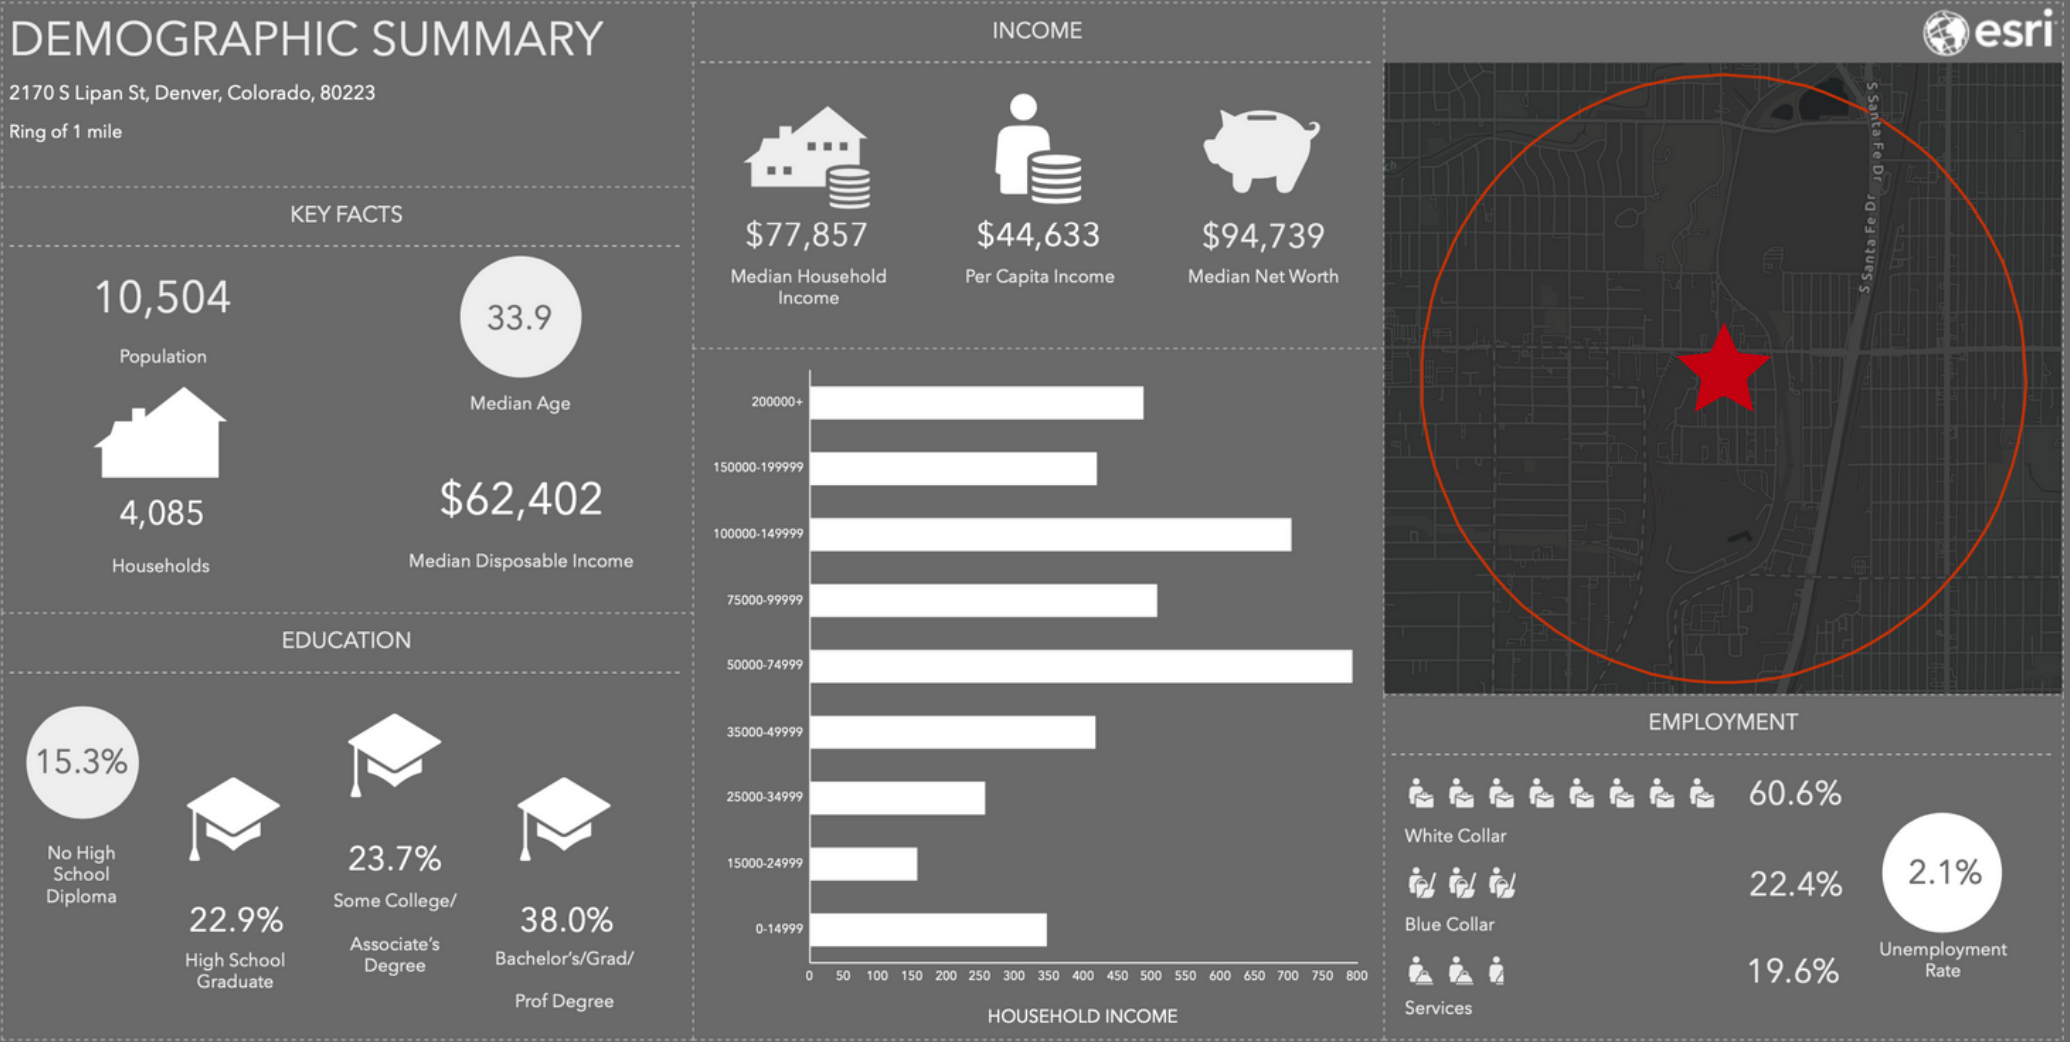 DEMOGRAPHIC SUMMARY
2170 S Lipan St, Denver, Colorado, 80223
Ring of 1 mile
KEY FACTS
10,504
Population
33.9
Median Age
4,085
Households
$62,402
Median Disposable Income
EDUCATION
15.3%
No High
School
Diploma
22.9%
High School
Graduate
23.7%
Some College/
Associate's
Degree
38.0%
Bachelor's/Grad/
Prof Degree
INCOME
$77,857
Median Household
Income
$44,633
Per Capita Income
$94,739
Median Net Worth
200000+
150000-199999
100000-149999
75000-99999
50000-74999
35000-49999
25000-34999
15000-24999
0-14999
0 50 100 150 200 250 300 350 400 450 500 550 600 650 700 750 800
HOUSEHOLD INCOME
esri
S Santa Fe Dr
S Santa Fe Dr
EMPLOYMENT
60.6%
White Collar
22.4%
Blue Collar
19.6%
Services
2.1%
Unemployment
Rate